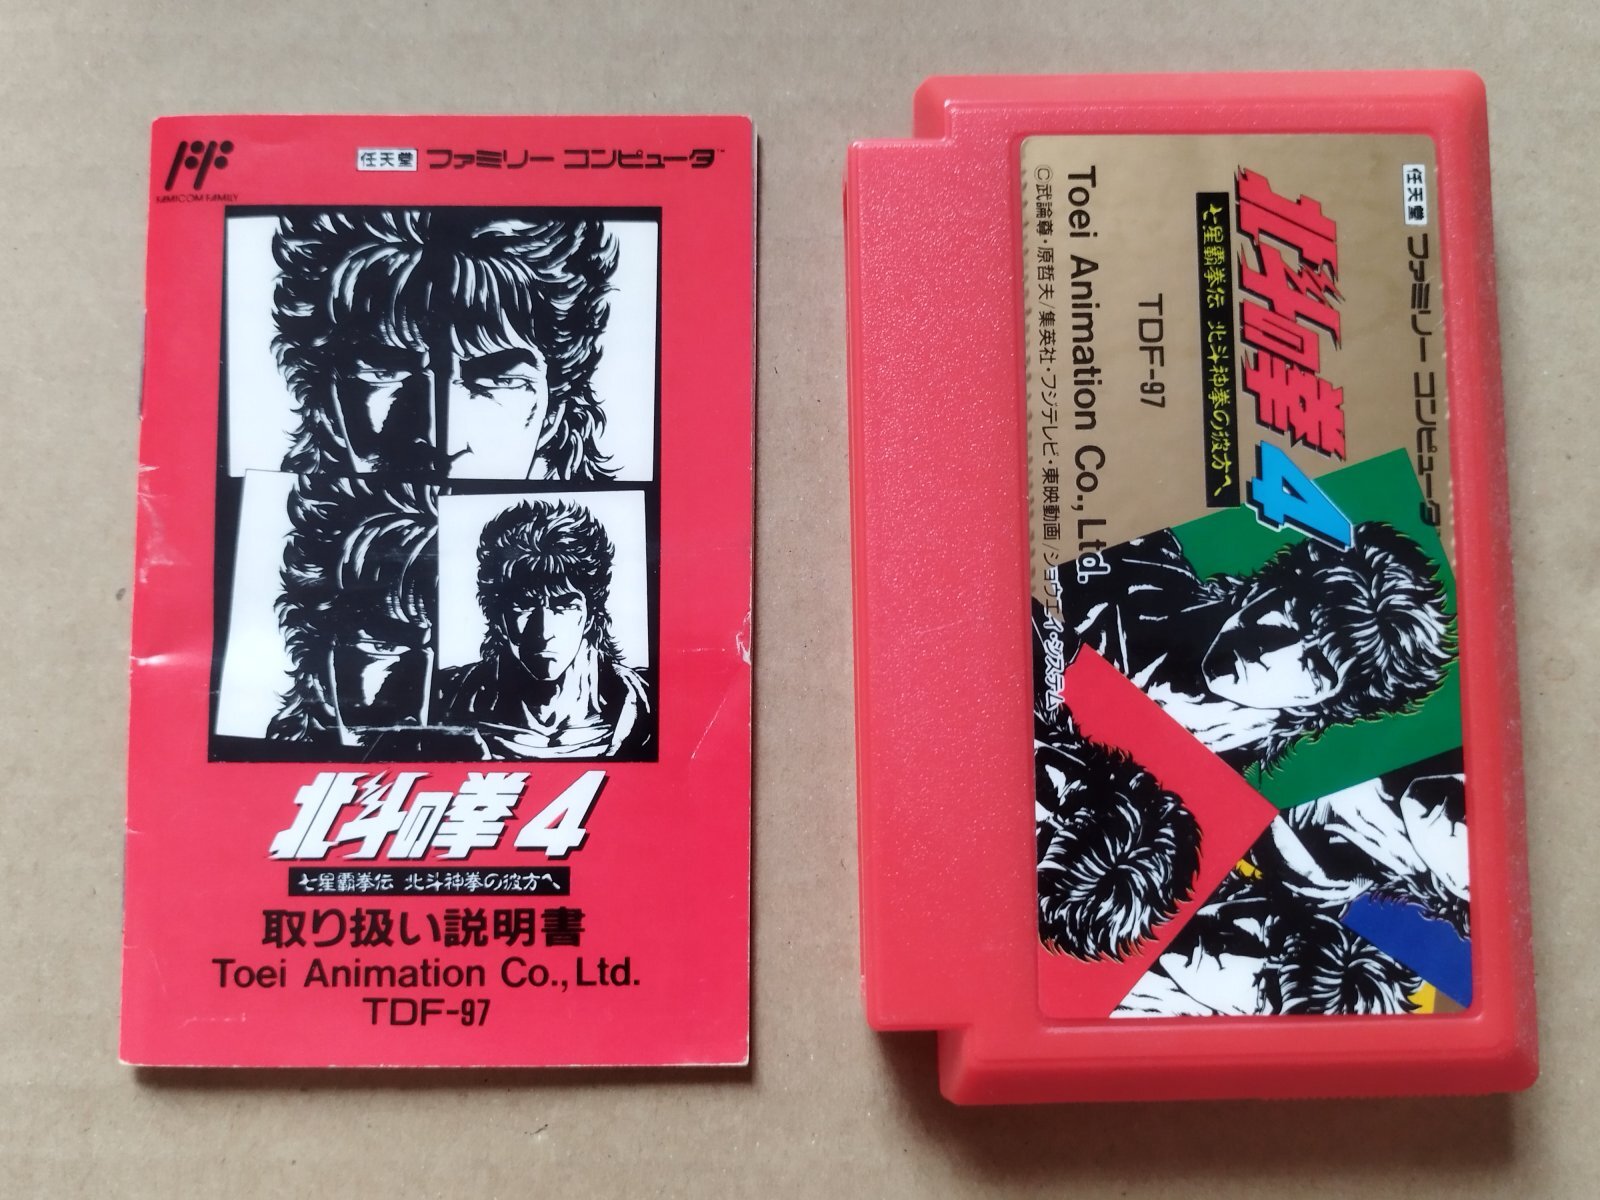 FAMICOM FAMILY
任天堂 ファミリー コンピュータ™
北斗の拳4
七星覇拳伝 北斗神拳の彼方へ
取り扱い説明書
Toei Animation Co.,Ltd.
TDF-97
任天堂 ファミリー コンピュータ
北斗の拳4
七星覇拳伝 北斗神拳の彼方へ
TDF-97
Toei Animation Co., Ltd.
©武論尊・原哲夫/集英社・フジテレビ・東映動画/ショウエイ・システム